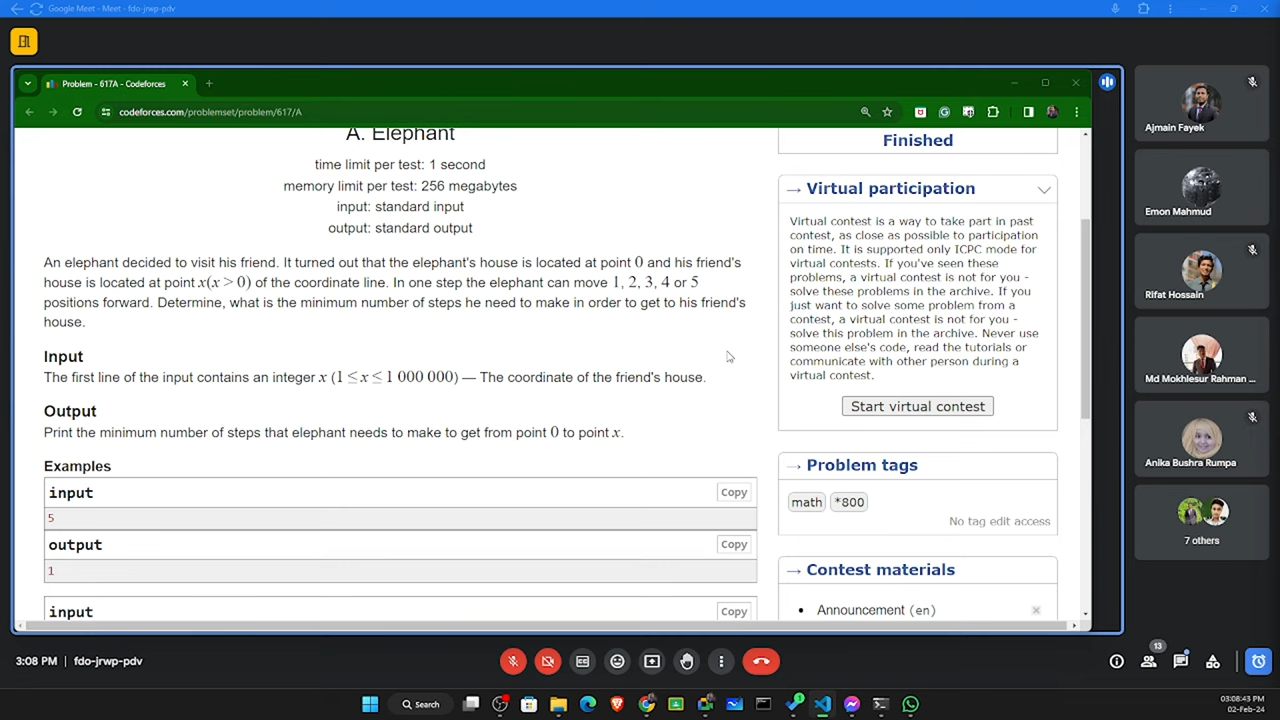 Google Meet - Meet - fdo-jrwp-pdv
Problem - 617A - Codeforces
codeforces.com/problemset/problem/617/A
A. Elephant
time limit per test: 1 second
memory limit per test: 256 megabytes
input: standard input
output: standard output
An elephant decided to visit his friend. It turned out that the elephant's house is located at point 0 and his friend's
house is located at point x(x > 0) of the coordinate line. In one step the elephant can move 1, 2, 3, 4 or 5
positions forward. Determine, what is the minimum number of steps he need to make in order to get to his friend's
house.
Input
The first line of the input contains an integer x (1 ≤ x ≤ 1 000 000) — The coordinate of the friend's house.
Output
Print the minimum number of steps that elephant needs to make to get from point 0 to point x.
Examples
input
Copy
5
output
Copy
1
input
Copy
Finished
→ Virtual participation
Virtual contest is a way to take part in past
contest, as close as possible to participation
on time. It is supported only ICPC mode for
virtual contests. If you've seen these
problems, a virtual contest is not for you -
solve these problems in the archive. If you
just want to solve some problem from a
contest, a virtual contest is not for you -
solve this problem in the archive. Never use
someone else's code, read the tutorials or
communicate with other person during a
virtual contest.
Start virtual contest
→ Problem tags
math *800
No tag edit access
→ Contest materials
Announcement (en)
Ajmain Fayek
Emon Mahmud
Rifat Hossain
Md Mokhlesur Rahman ...
Anika Bushra Rumpa
7 others
3:08 PM | fdo-jrwp-pdv
13
Search
1
03:08:43 PM
02-Feb-24